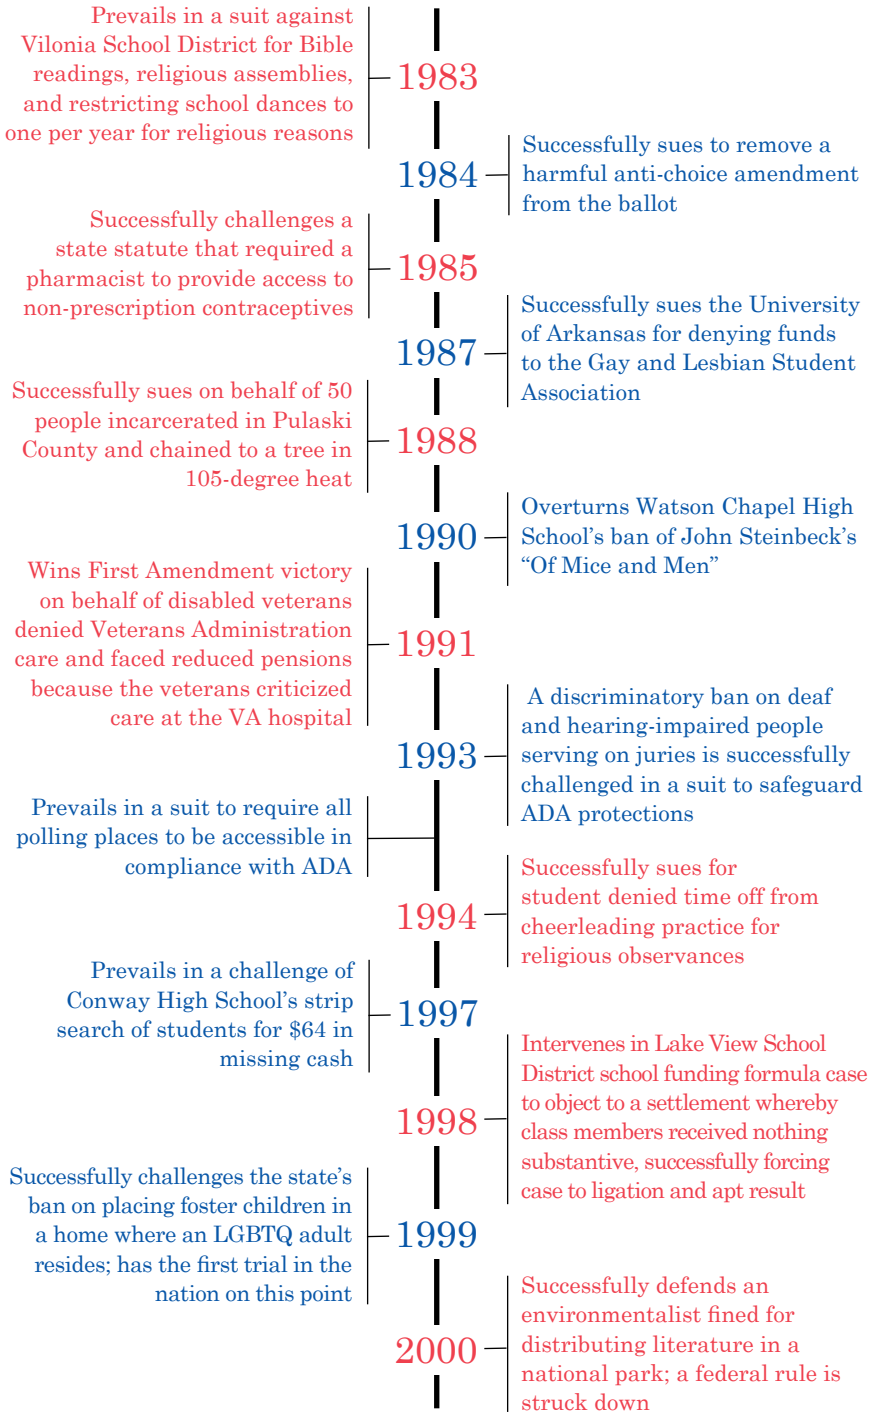 Prevails in a suit against
Vilonia School District for Bible
readings, religious assemblies,
and restricting school dances to
one per year for religious reasons
1983
1984
Successfully sues to remove a
harmful anti-choice amendment
from the ballot
Successfully challenges a
state statute that required a
pharmacist to provide access to
non-prescription contraceptives
1985
1987
Successfully sues the University
of Arkansas for denying funds
to the Gay and Lesbian Student
Association
Successfully sues on behalf of 50
people incarcerated in Pulaski
County and chained to a tree in
105-degree heat
1988
1990
Overturns Watson Chapel High
School’s ban of John Steinbeck’s
“Of Mice and Men”
Wins First Amendment victory
on behalf of disabled veterans
denied Veterans Administration
care and faced reduced pensions
because the veterans criticized
care at the VA hospital
1991
1993
A discriminatory ban on deaf
and hearing-impaired people
serving on juries is successfully
challenged in a suit to safeguard
ADA protections
Prevails in a suit to require all
polling places to be accessible in
compliance with ADA
1994
Successfully sues for
student denied time off from
cheerleading practice for
religious observances
Prevails in a challenge of
Conway High School’s strip
search of students for $64 in
missing cash
1997
1998
Intervenes in Lake View School
District school funding formula case
to object to a settlement whereby
class members received nothing
substantive, successfully forcing
case to ligation and apt result
Successfully challenges the state’s
ban on placing foster children in
a home where an LGBTQ adult
resides; has the first trial in the
nation on this point
1999
2000
Successfully defends an
environmentalist fined for
distributing literature in a
national park; a federal rule is
struck down